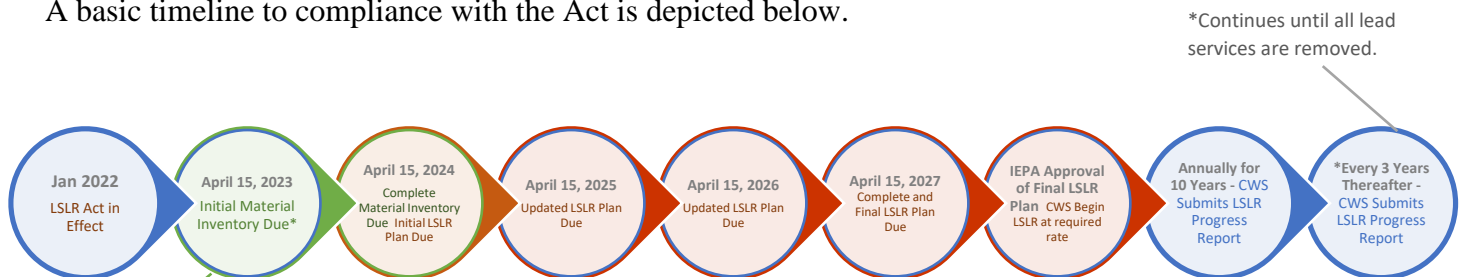 A basic timeline to compliance with the Act is depicted below.
*Continues until all lead
services are removed.
Jan 2022
LSLR Act in
Effect
April 15, 2023
Initial Material
Inventory Due*
April 15, 2024
Complete
Material Inventory
Due Initial LSLR
Plan Due
April 15, 2025
Updated LSLR Plan
Due
April 15, 2026
Updated LSLR Plan
Due
April 15, 2027
Complete and
Final LSLR Plan
Due
IEPA Approval
of Final LSLR
Plan CWS Begin
LSLR at required
rate
Annually for
10 Years - CWS
Submits LSLR
Progress
Report
*Every 3 Years
Thereafter -
CWS Submits
LSLR Progress
Report